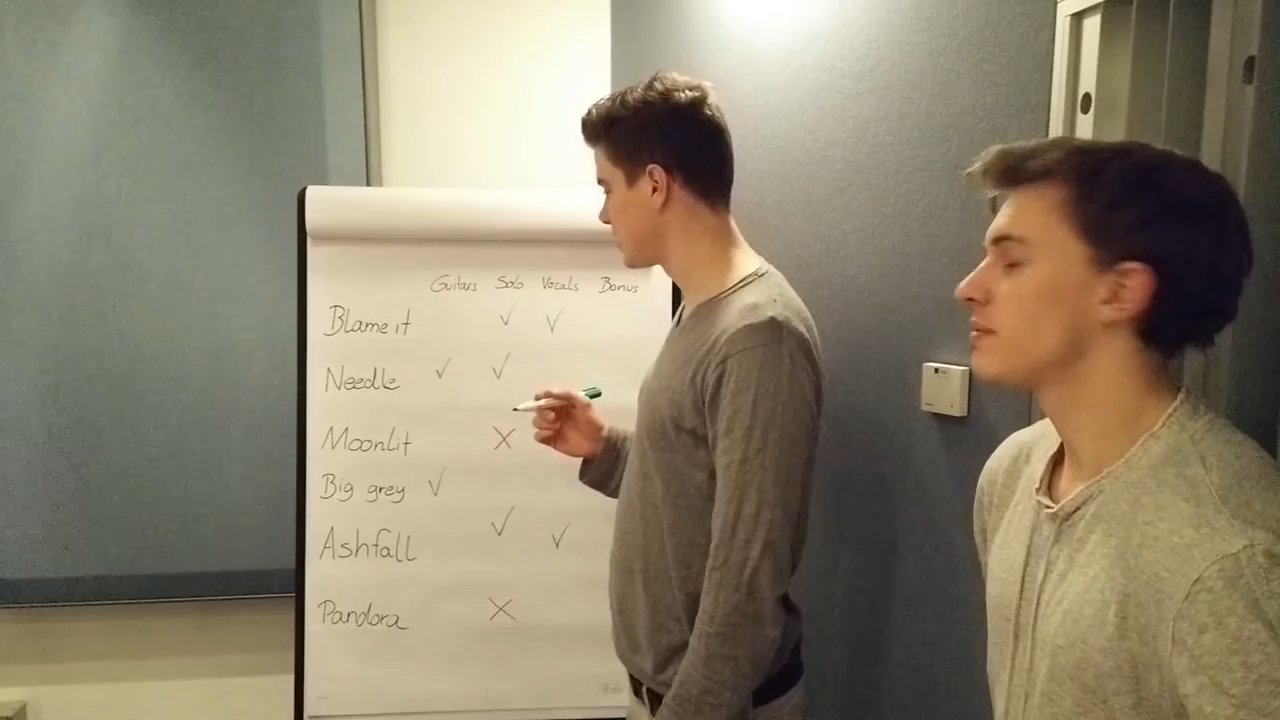 Guitars Solo Vocals Bonus
Blame it ✓ ✓
Needle ✓ ✓
Moonlit ✗
Big grey ✓
Ashfall ✓ ✓
Pandora ✗